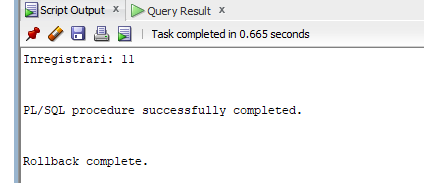 Script Output x Query Result x
Task completed in 0.665 seconds
Inregistrari: 11
PL/SQL procedure successfully completed.
Rollback complete.